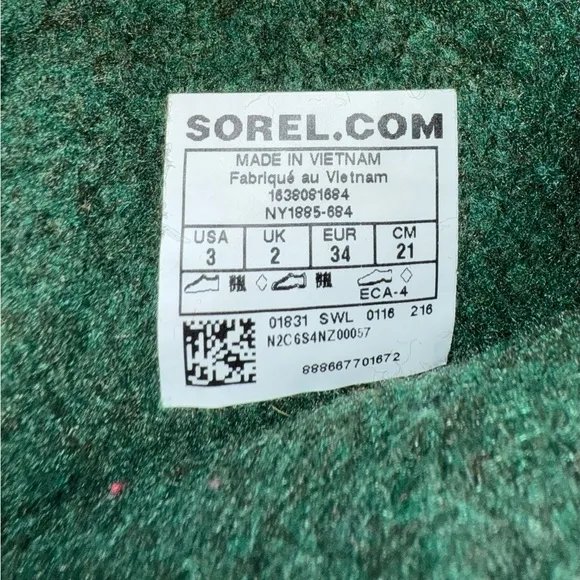 SOREL.COM
MADE IN VIETNAM
Fabriqué au Vietnam
1638081684
NY1885-684
USA UK EUR CM
3 2 34 21
ECA-4
01831 SWL 0116 216
N2C6S4NZ00057
888667701672